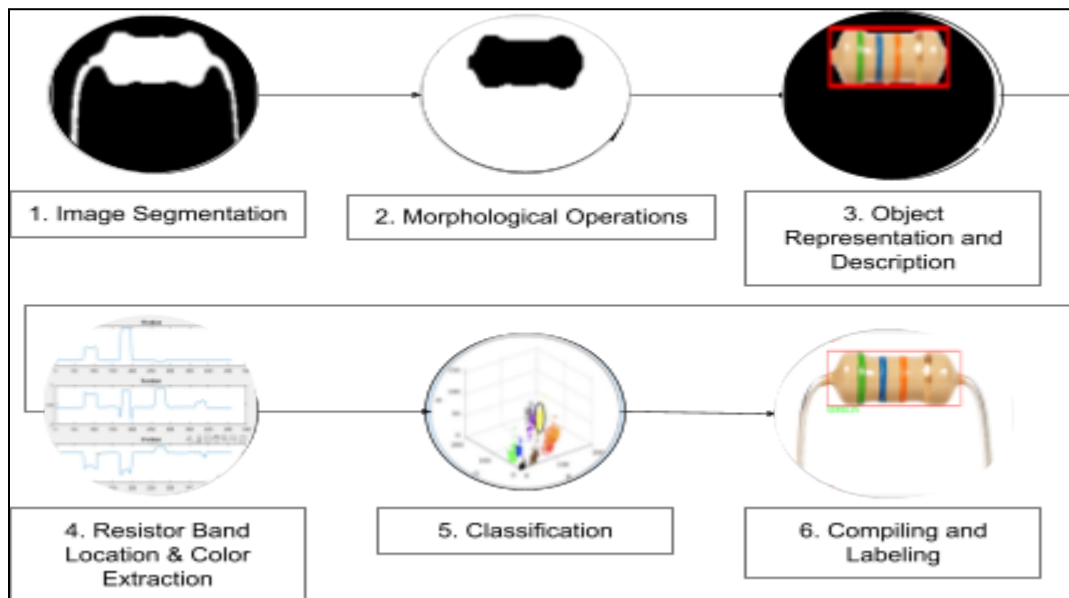 1. Image Segmentation
2. Morphological Operations
3. Object
Representation and
Description
4. Resistor Band
Location & Color
Extraction
5. Classification
6. Compiling and
Labeling